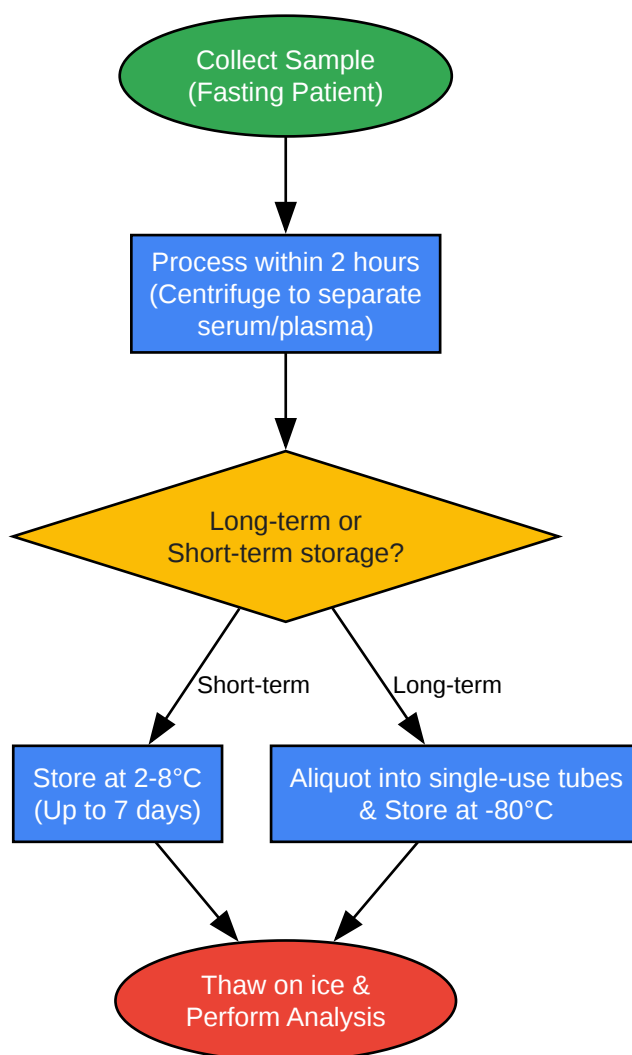 Collect Sample
(Fasting Patient)
Process within 2 hours
(Centrifuge to separate
serum/plasma)
Long-term or
Short-term storage?
Short-term
Long-term
Store at 2-8°C
(Up to 7 days)
Aliquot into single-use tubes
& Store at -80°C
Thaw on ice &
Perform Analysis